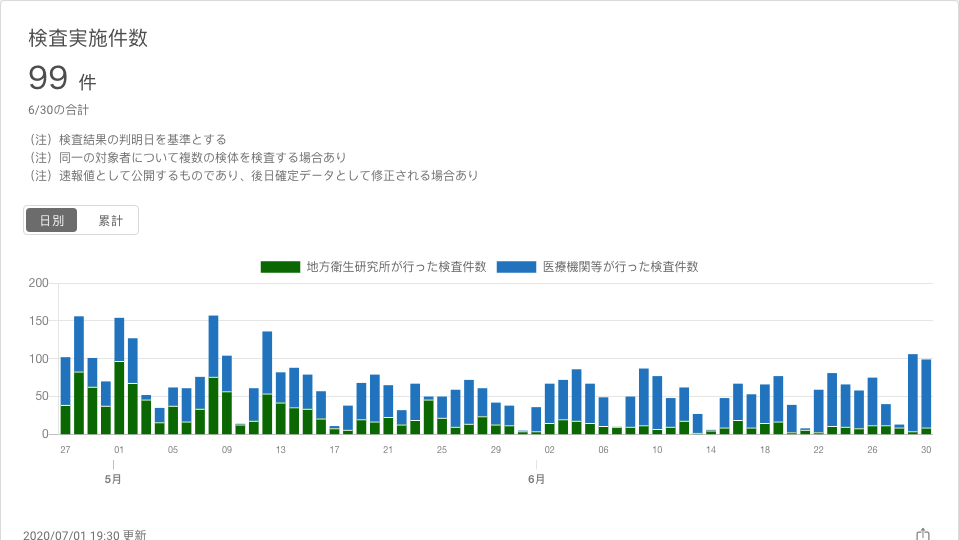 検査実施件数
99 件
6/30の合計
（注）検査結果の判明日を基準とする
（注）同一の対象者について複数の検体を検査する場合あり
（注）速報値として公開するものであり、後日確定データとして修正される場合あり
日別 累計
地方衛生研究所が行った検査件数 医療機関等が行った検査件数
200
150
100
50
0
27 01 05 09 13 17 21 25 29 02 06 10 14 18 22 26 30
5月 6月
2020/07/01 19:30 更新